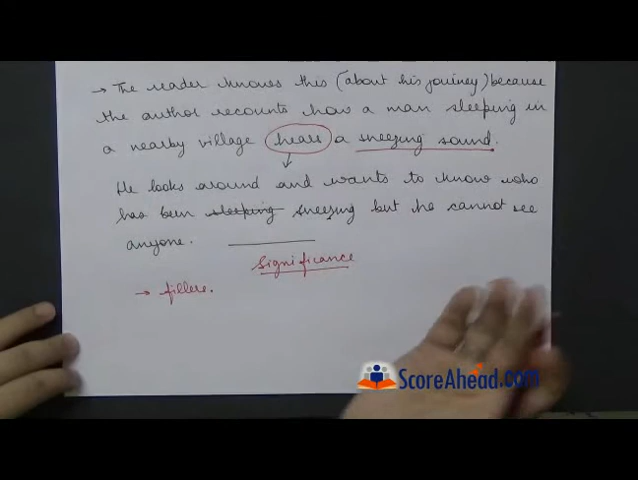 → The reader knows this (about his journey) because
the author recounts how a man sleeping in
a nearby village hears a sneezing sound.
He looks around and wants to know who
has been sleeping sneezing but he cannot see
anyone.
Significance
→ fillers.
ScoreAhead.com